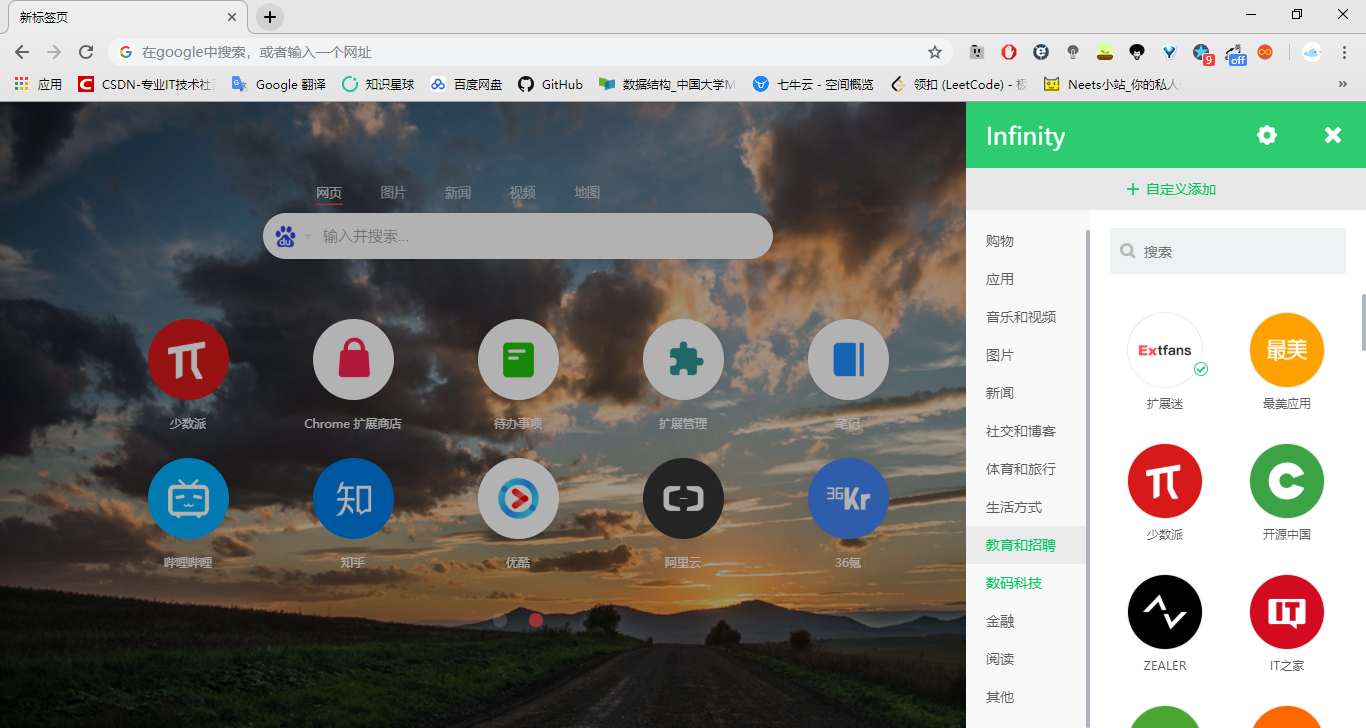 新标签页
在google中搜索，或者输入一个网址
9
off
应用
CSDN-专业IT技术社
Google 翻译
知识星球
百度网盘
GitHub
数据结构_中国大学M
七牛云 - 空间概览
领扣 (LeetCode) - 极
Neets小站_你的私人
»
网页 图片 新闻 视频 地图
du 输入并搜索...
少数派
Chrome 扩展商店
待办事项
扩展管理
笔记
知
36Kr
哔哩哔哩
知乎
优酷
阿里云
36氪
Infinity
自定义添加
购物
应用
音乐和视频
图片
新闻
社交和博客
体育和旅行
生活方式
教育和招聘
数码科技
金融
阅读
其他
搜索
Extfans
最美
扩展迷
最美应用
少数派
开源中国
IT
ZEALER
IT之家